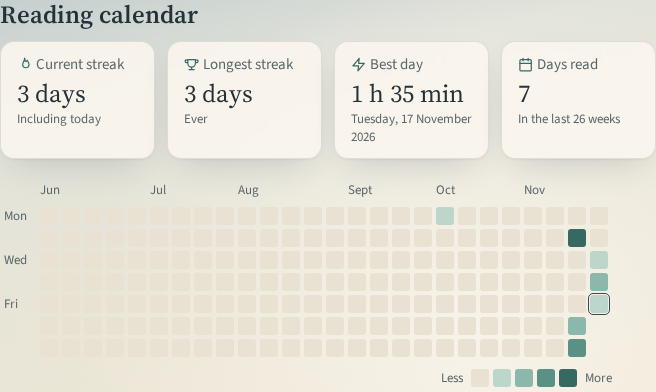 Reading calendar
Current streak
3 days
Including today
Longest streak
3 days
Ever
Best day
1 h 35 min
Tuesday, 17 November
2026
Days read
7
In the last 26 weeks
Jun Jul Aug Sept Oct Nov
Mon
Wed
Fri
Less More